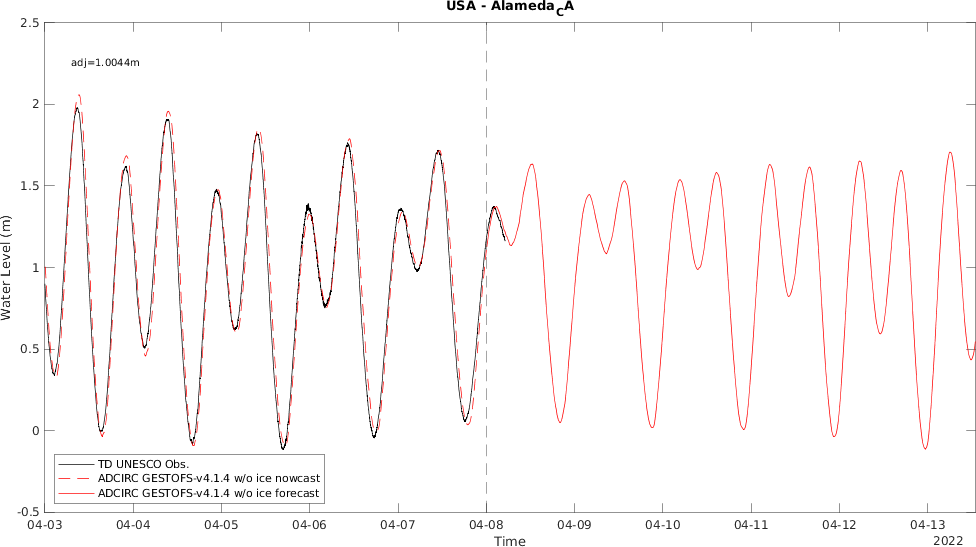 USA - Alameda_CA
2.5
adj=1.0044m
2
1.5
1
0.5
0
-0.5
Water Level (m)
TD UNESCO Obs.
ADCIRC GESTOFS-v4.1.4 w/o ice nowcast
ADCIRC GESTOFS-v4.1.4 w/o ice forecast
04-03 04-04 04-05 04-06 04-07 04-08 04-09 04-10 04-11 04-12 04-13
Time
2022